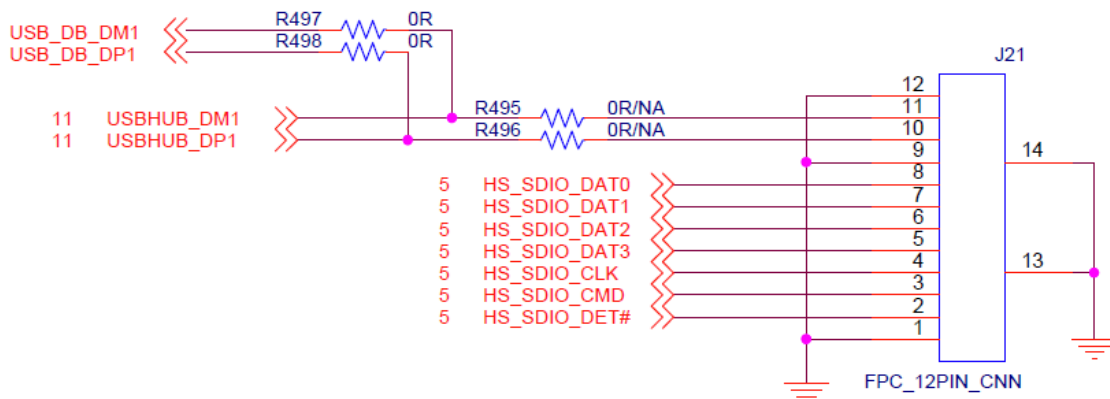 R497 0R
USB_DB_DM1
R498 0R
USB_DB_DP1
J21
12
11 USBHUB_DM1 R495 0R/NA 11
11 USBHUB_DP1 R496 0R/NA 10
9 14
5 HS_SDIO_DAT0 8
5 HS_SDIO_DAT1 7
5 HS_SDIO_DAT2 6
5 HS_SDIO_DAT3 5
5 HS_SDIO_CLK 4 13
5 HS_SDIO_CMD 3
5 HS_SDIO_DET# 2
1
FPC_12PIN_CNN